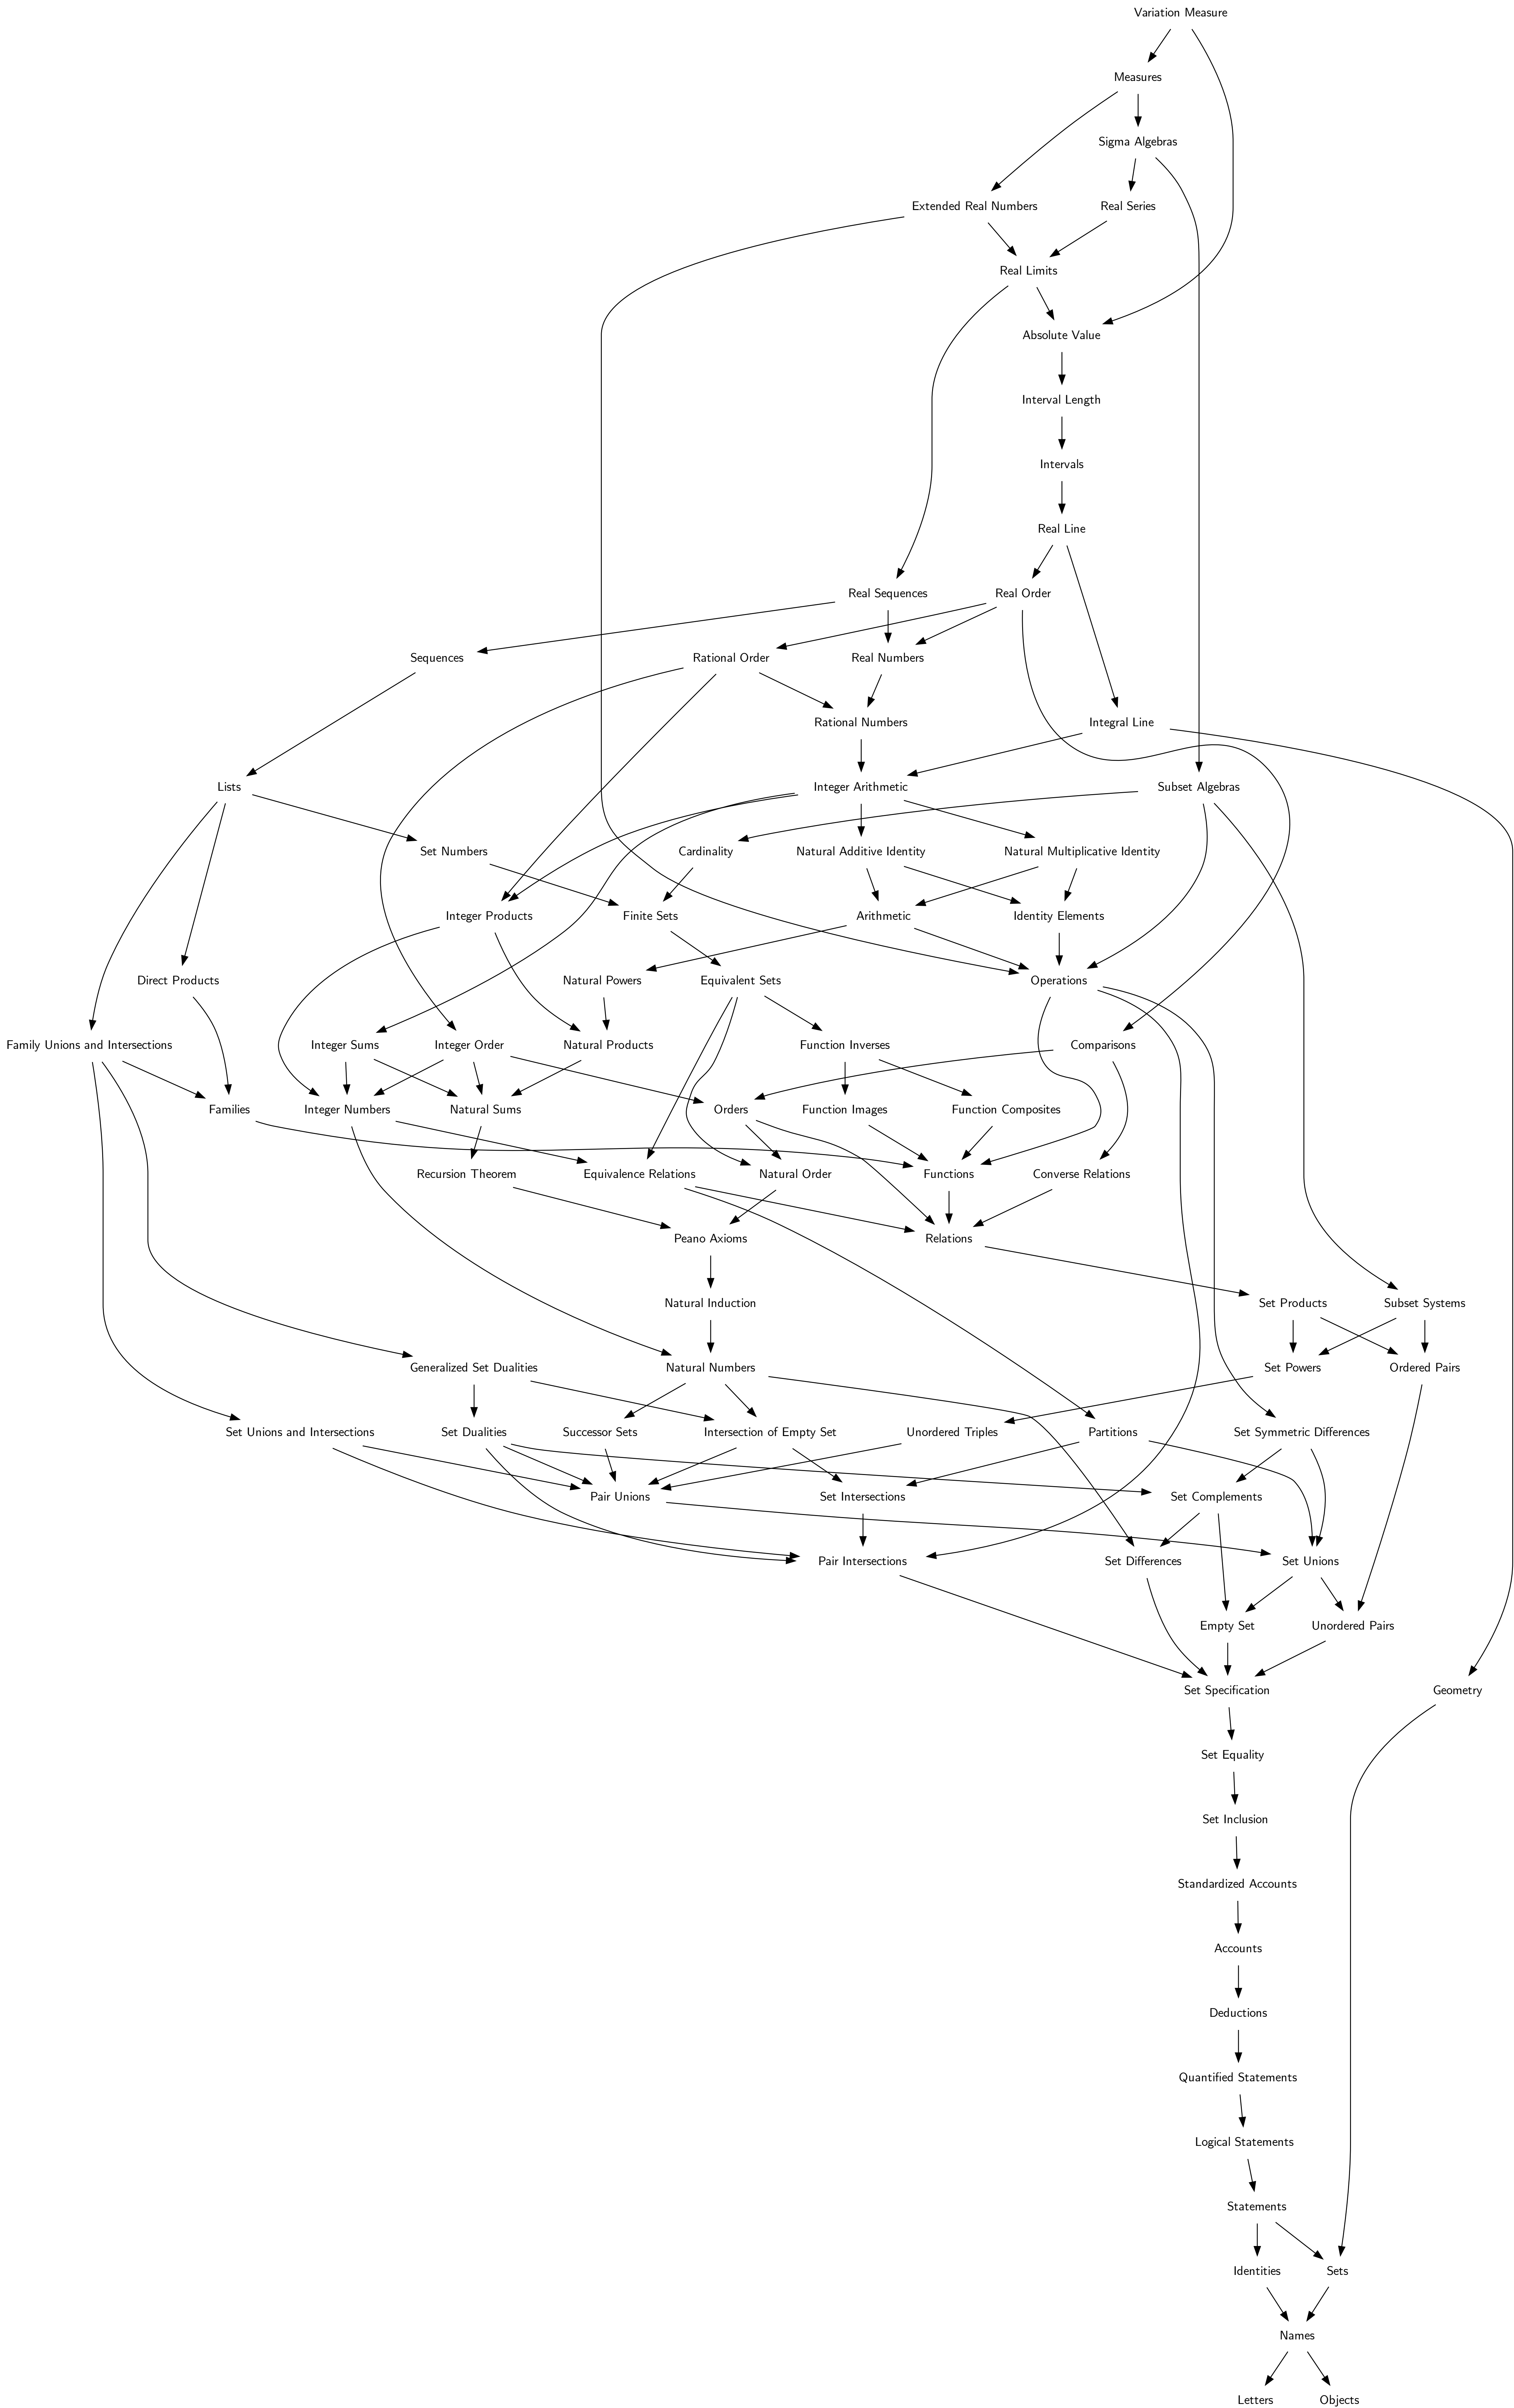 Variation Measure
Measures
Sigma Algebras
Extended Real Numbers
Real Series
Real Limits
Absolute Value
Interval Length
Intervals
Real Line
Real Sequences
Real Order
Sequences
Rational Order
Real Numbers
Rational Numbers
Integral Line
Lists
Integer Arithmetic
Subset Algebras
Set Numbers
Cardinality
Natural Additive Identity
Natural Multiplicative Identity
Integer Products
Finite Sets
Arithmetic
Identity Elements
Direct Products
Natural Powers
Equivalent Sets
Operations
Family Unions and Intersections
Integer Sums
Integer Order
Natural Products
Function Inverses
Comparisons
Families
Integer Numbers
Natural Sums
Orders
Function Images
Function Composites
Recursion Theorem
Equivalence Relations
Natural Order
Functions
Converse Relations
Peano Axioms
Relations
Natural Induction
Set Products
Subset Systems
Generalized Set Dualities
Natural Numbers
Set Powers
Ordered Pairs
Set Unions and Intersections
Set Dualities
Successor Sets
Intersection of Empty Set
Unordered Triples
Partitions
Set Symmetric Differences
Pair Unions
Set Intersections
Set Complements
Pair Intersections
Set Differences
Set Unions
Empty Set
Unordered Pairs
Set Specification
Geometry
Set Equality
Set Inclusion
Standardized Accounts
Accounts
Deductions
Quantified Statements
Logical Statements
Statements
Identities
Sets
Names
Letters
Objects